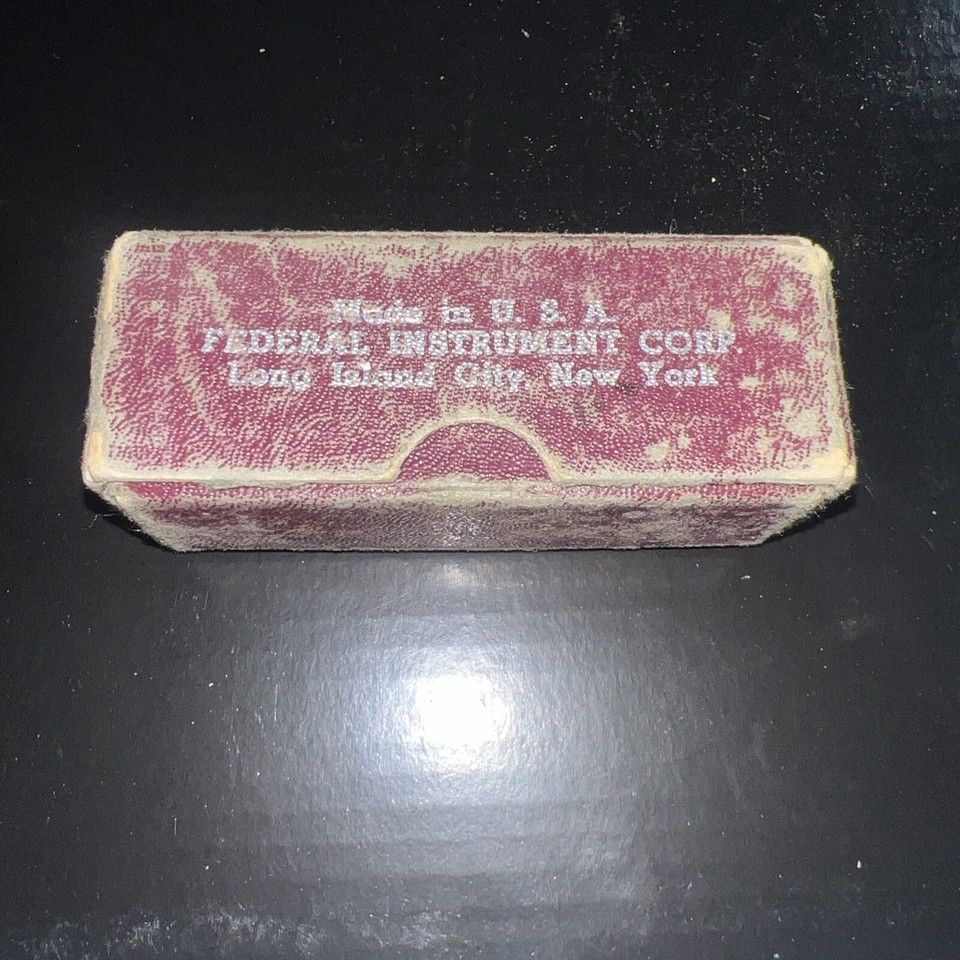 Made in U. S. A.
FEDERAL INSTRUMENT CORP.
Long Island City, New York